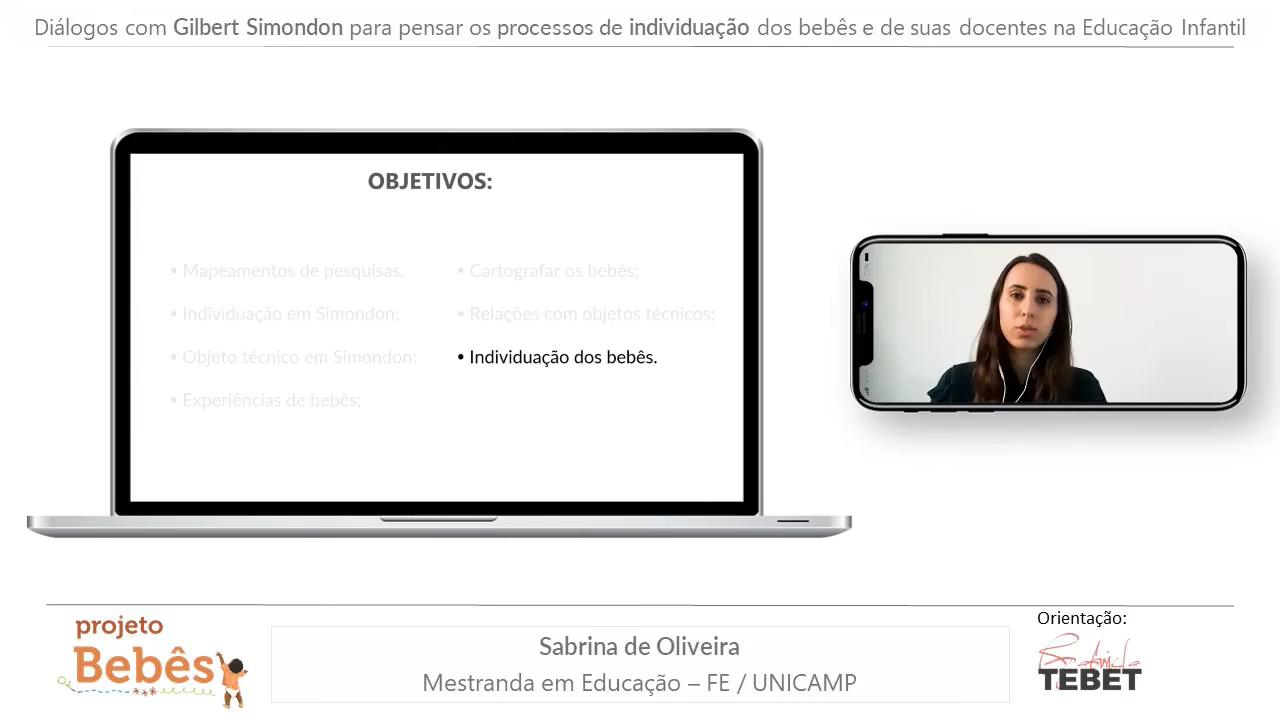 Diálogos com Gilbert Simondon para pensar os processos de individuação dos bebês e de suas docentes na Educação Infantil
OBJETIVOS:
• Mapeamentos de pesquisas.
• Individuação em Simondon;
• Objeto técnico em Simondon;
• Experiências de bebês;
• Cartografar os bebês;
• Relações com objetos técnicos;
• Individuação dos bebês.
projeto
Bebês
Sabrina de Oliveira
Mestranda em Educação – FE / UNICAMP
Orientação:
TEBET